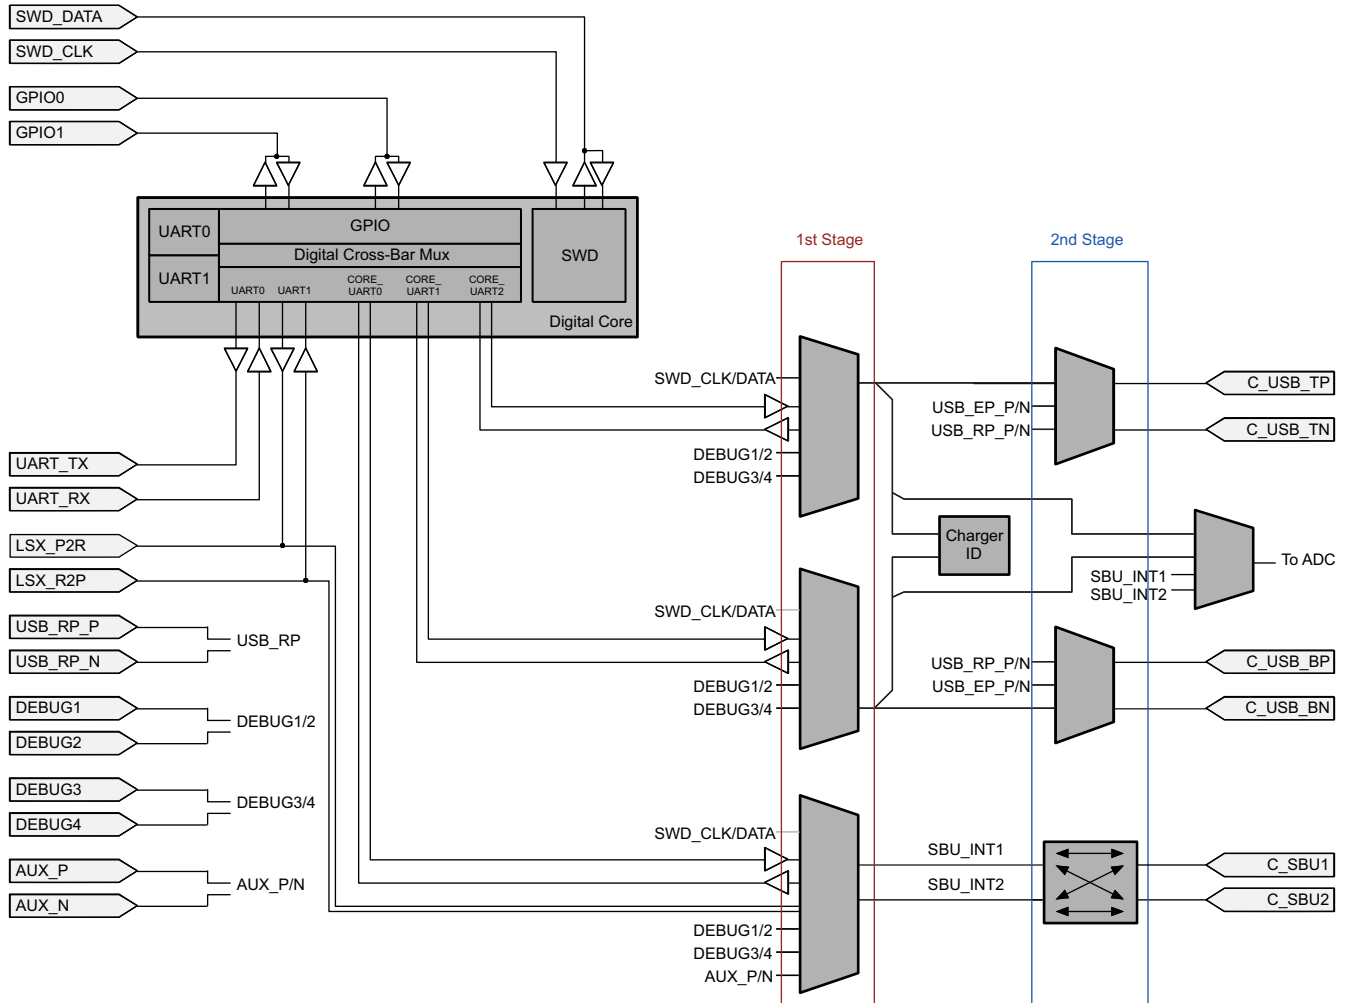 SWD_DATA
SWD_CLK
GPIO0
GPIO1
UART0
GPIO
Digital Cross-Bar Mux
SWD
UART1
UART0
UART1
CORE_
UART0
CORE_
UART1
CORE_
UART2
Digital Core
1st Stage
2nd Stage
UART_TX
UART_RX
LSX_P2R
LSX_R2P
USB_RP_P
USB_RP_N
USB_RP
DEBUG1
DEBUG2
DEBUG1/2
DEBUG3
DEBUG4
DEBUG3/4
AUX_P
AUX_N
AUX_P/N
SWD_CLK/DATA
DEBUG1/2
DEBUG3/4
USB_EP_P/N
USB_RP_P/N
C_USB_TP
C_USB_TN
Charger
ID
SBU_INT1
SBU_INT2
To ADC
SWD_CLK/DATA
DEBUG1/2
DEBUG3/4
USB_RP_P/N
USB_EP_P/N
C_USB_BP
C_USB_BN
SWD_CLK/DATA
DEBUG1/2
DEBUG3/4
AUX_P/N
SBU_INT1
SBU_INT2
C_SBU1
C_SBU2